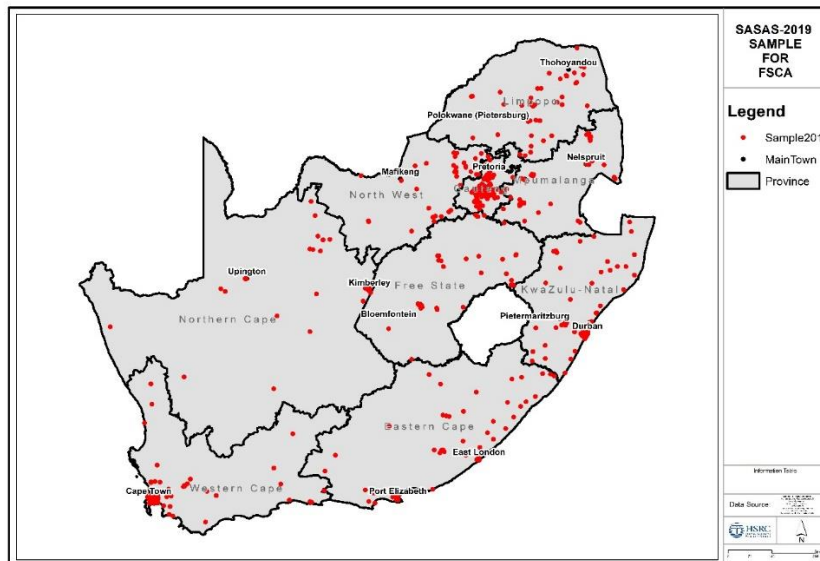 SASAS-2019
SAMPLE
FOR
FSCA
Legend
Sample201
MainTown
Province
Thohoyandou
Limpopo
Polokwane (Pietersburg)
Pretoria
Nelspruit
Mafikeng
Gauteng
Mpumalanga
North West
Upington
Kimberley
Free State
KwaZulu-Natal
Northern Cape
Bloemfontein
Pietermaritzburg
Durban
Eastern Cape
East London
Western Cape
Cape Town
Port Elizabeth
Data Source:
HSRC
N